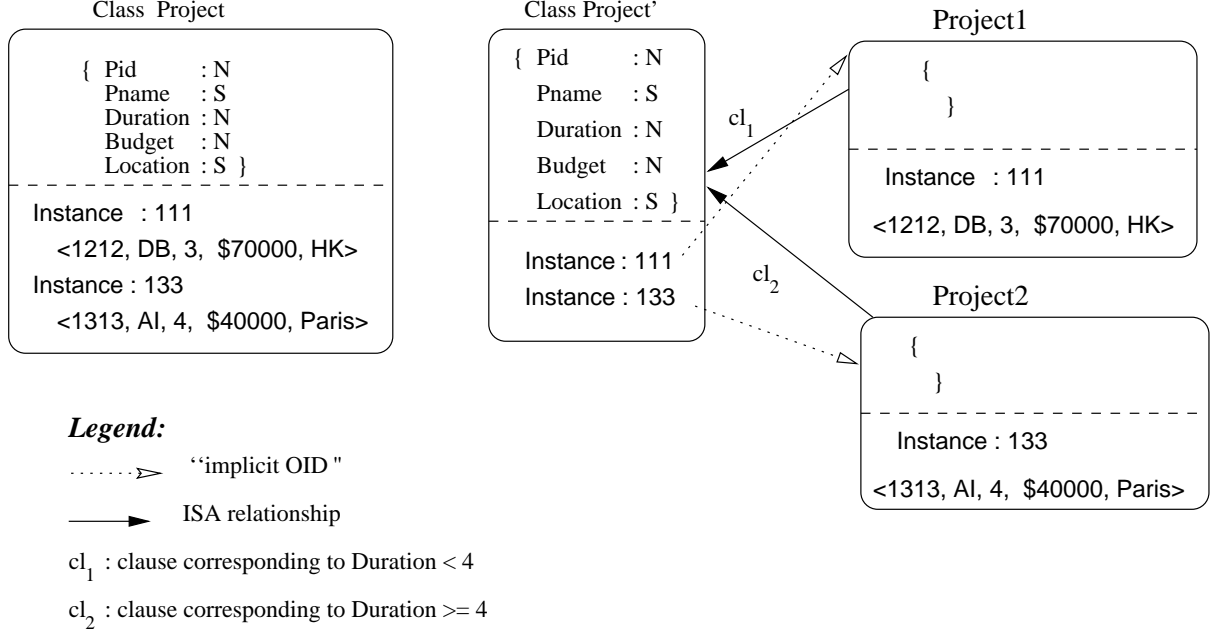 Class Project
{ Pid : N
Pname : S
Duration : N
Budget : N
Location : S }
Instance : 111
<1212, DB, 3, $70000, HK>
Instance : 133
<1313, AI, 4, $40000, Paris>
Class Project’
{ Pid : N
Pname : S
Duration : N
Budget : N
Location : S }
Instance : 111
Instance : 133
cl1
cl2
Project1
{
}
Instance : 111
<1212, DB, 3, $70000, HK>
Project2
{
}
Instance : 133
<1313, AI, 4, $40000, Paris>
Legend:
‘‘implicit OID "
ISA relationship
cl1 : clause corresponding to Duration < 4
cl2 : clause corresponding to Duration >= 4